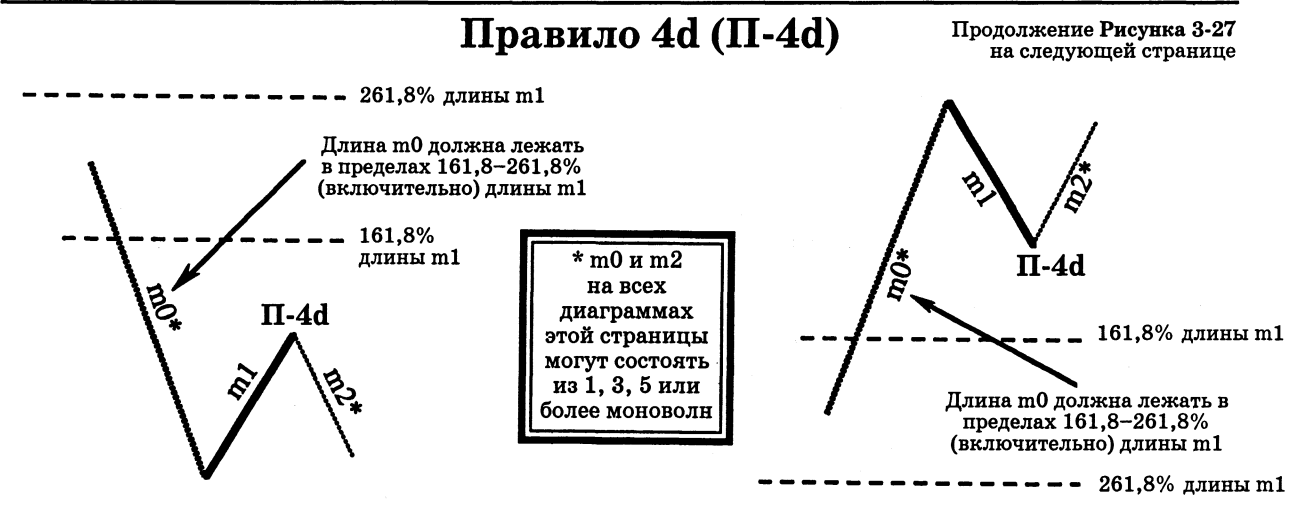 Правило 4d (П-4d)
Продолжение Рисунка 3-27
на следующей странице
261,8% длины m1
Длина m0 должна лежать
в пределах 161,8–261,8%
(включительно) длины m1
161,8%
длины m1
m0*
П-4d
m1
m2*
* m0 и m2
на всех
диаграммах
этой страницы
могут состоять
из 1, 3, 5 или
более моноволн
m1
m2*
П-4d
m0*
161,8% длины m1
Длина m0 должна лежать в
пределах 161,8–261,8%
(включительно) длины m1
261,8% длины m1